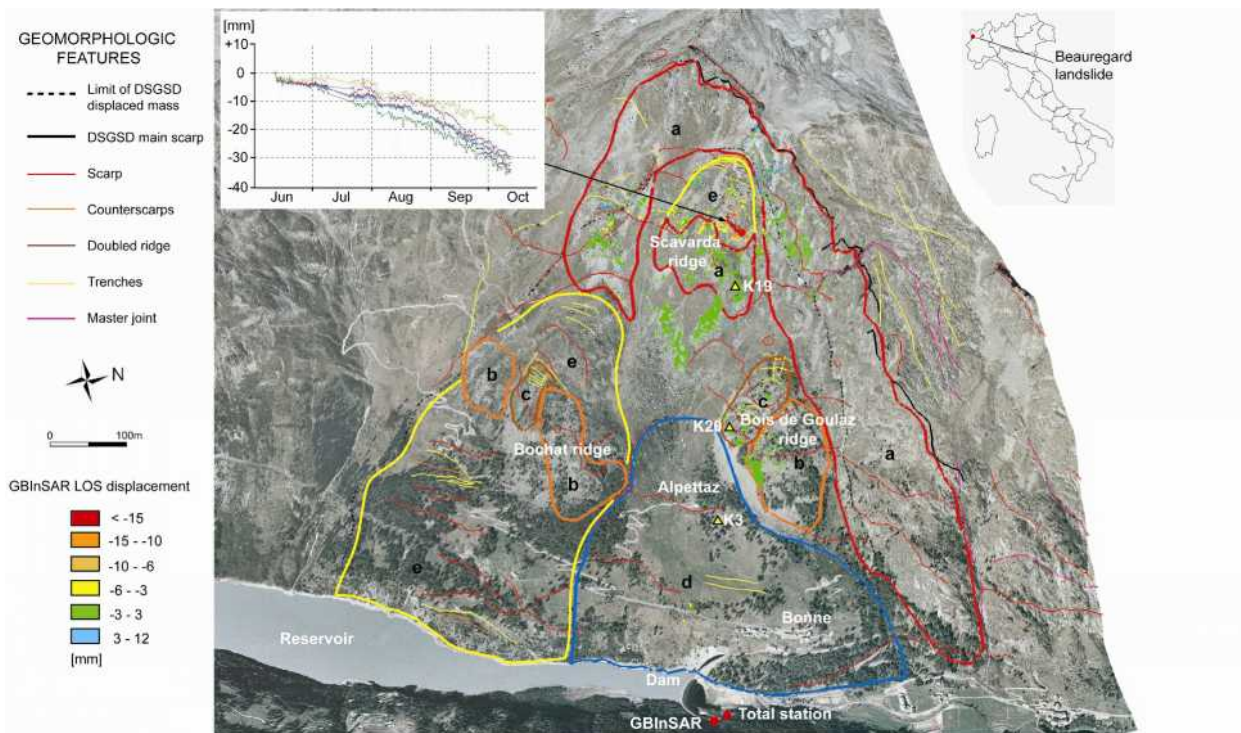 GEOMORPHOLOGIC
FEATURES
Limit of DSGSD
displaced mass
DSGSD main scarp
Scarp
Counterscarps
Doubled ridge
Trenches
Master joint
N
0 100m
GBInSAR LOS displacement
< -15
-15 - -10
-10 - -6
-6 - -3
-3 - 3
3 - 12
[mm]
[mm]
+10
0
-10
-20
-30
-40
Jun Jul Aug Sep Oct
Beauregard
landslide
a
e
Scavarda
ridge
a
K19
b
e
c
c
K29
Bois de Goulaz
ridge
Bochat ridge
b
a
b
Alpettaz
K3
e
d
Bonne
Reservoir
Dam
Total station
GBInSAR